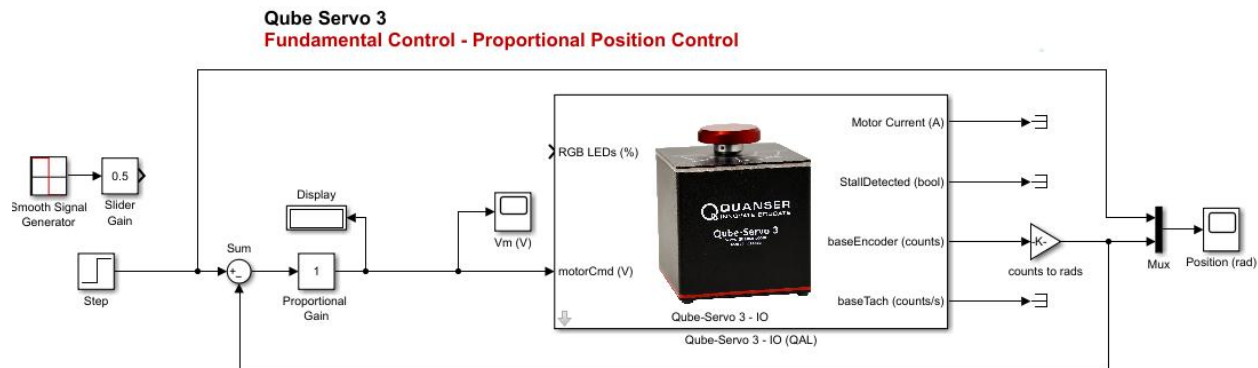 Qube Servo 3
Fundamental Control - Proportional Position Control
Motor Current (A)
RGB LEDs (%)
StallDetected (bool)
0.5
Smooth Signal
Generator
Slider
Gain
Display
Vm (V)
QUANSER
INNOVATE EDUCATE
Qube-Servo 3
baseEncoder (counts)
-K-
counts to rads
Mux
Position (rad)
Step
Sum
+
-
1
Proportional
Gain
motorCmd (V)
baseTach (counts/s)
Qube-Servo 3 - IO
Qube-Servo 3 - IO (QAL)